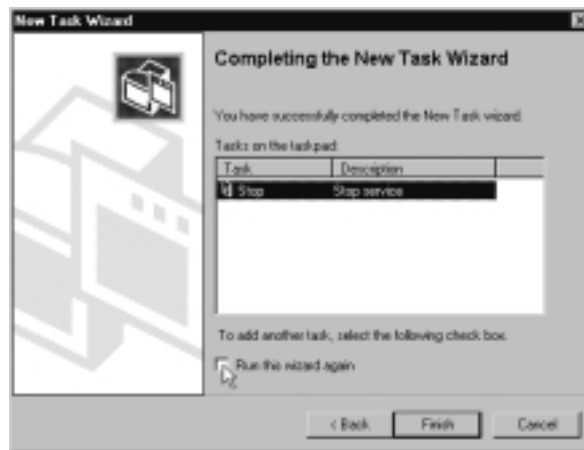 New Task Wizard
Completing the New Task Wizard
You have successfully completed the New Task wizard.
Tasks on the taskpad:
Task Description
Stop Stop service
To add another task, select the following check box.
Run this wizard again
< Back Finish Cancel